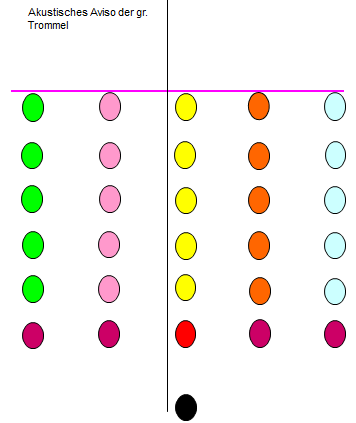 Akustisches Aviso der gr.
Trommel